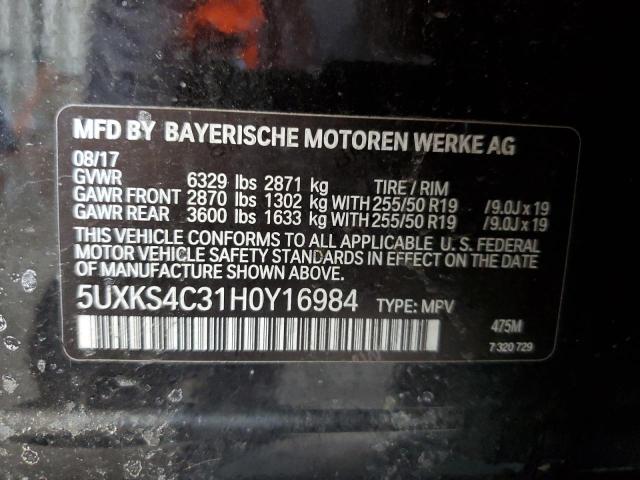 MFD BY BAYERISCHE MOTOREN WERKE AG
08/17
GVWR 6329 lbs 2871 kg TIRE / RIM
GAWR FRONT 2870 lbs 1302 kg WITH 255/50 R19 /9.0J x 19
GAWR REAR 3600 lbs 1633 kg WITH 255/50 R19 /9.0J x 19
THIS VEHICLE CONFORMS TO ALL APPLICABLE U. S. FEDERAL
MOTOR VEHICLE SAFETY STANDARDS IN EFFECT ON THE
DATE OF MANUFACTURE SHOWN ABOVE.
5UXKS4C31H0Y16984 TYPE: MPV
475M
7 320 729